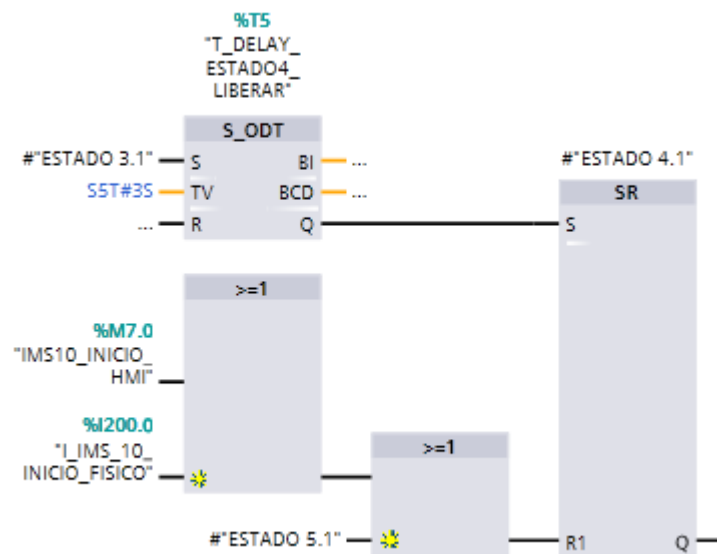 %T5
"T_DELAY_
ESTADO4_
LIBERAR"
S_ODT
#"ESTADO 3.1"
S
BI
...
S5T#3S
TV
BCD
...
...
R
Q
#"ESTADO 4.1"
SR
S
>=1
%M7.0
"IMS10_INICIO_
HMI"
%I200.0
"I_IMS_10_
INICIO_FISICO"
>=1
#"ESTADO 5.1"
R1
Q